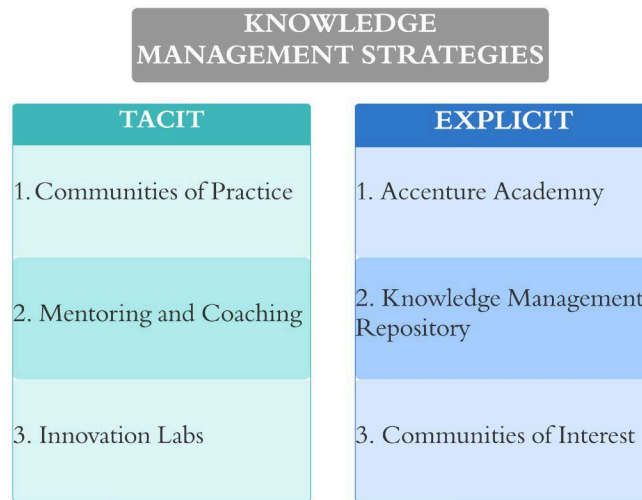 KNOWLEDGE
MANAGEMENT STRATEGIES
TACIT
1. Communities of Practice
2. Mentoring and Coaching
3. Innovation Labs
EXPLICIT
1. Accenture Academny
2. Knowledge Management
Repository
3. Communities of Interest